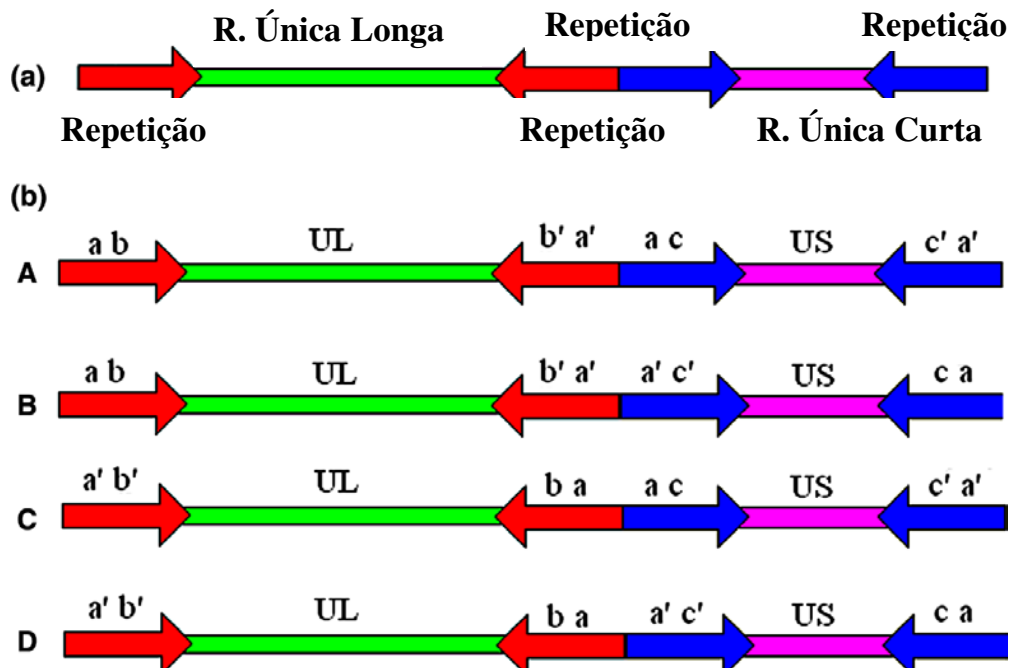 R. Única Longa Repetição Repetição
(a)
Repetição Repetição R. Única Curta
(b)
a b UL b' a' a c US c' a'
A
a b UL b' a' a' c' US c a
B
a' b' UL b a a c US c' a'
C
a' b' UL b a a' c' US c a
D